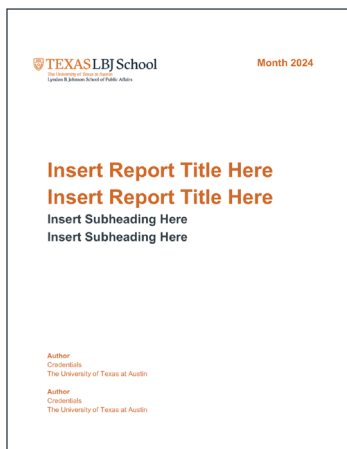 TEXAS LBJ School
The University of Texas at Austin
Lyndon B. Johnson School of Public Affairs
Month 2024
Insert Report Title Here
Insert Report Title Here
Insert Subheading Here
Insert Subheading Here
Author
Credentials
The University of Texas at Austin
Author
Credentials
The University of Texas at Austin